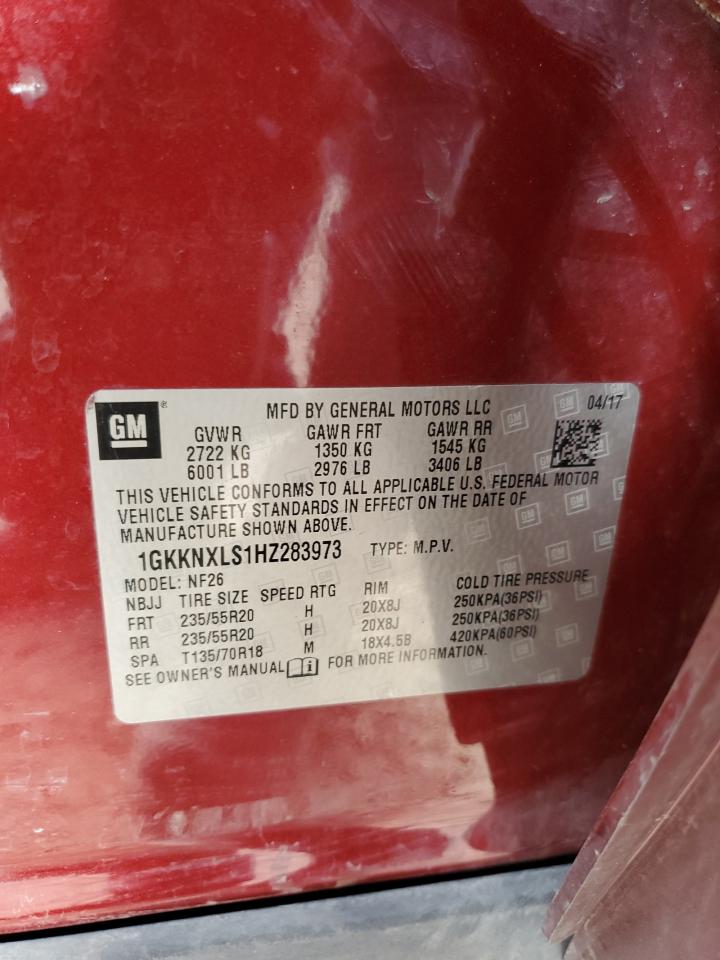 GM®
MFD BY GENERAL MOTORS LLC 04/17
GVWR GAWR FRT GAWR RR
2722 KG 1350 KG 1545 KG
6001 LB 2976 LB 3406 LB
THIS VEHICLE CONFORMS TO ALL APPLICABLE U.S. FEDERAL MOTOR
VEHICLE SAFETY STANDARDS IN EFFECT ON THE DATE OF
MANUFACTURE SHOWN ABOVE.
1GKKNXLS1HZ283973 TYPE: M.P.V.
MODEL: NF26
NBJJ TIRE SIZE SPEED RTG RIM COLD TIRE PRESSURE
FRT 235/55R20 H 20X8J 250KPA(36PSI)
RR 235/55R20 H 20X8J 250KPA(36PSI)
SPA T135/70R18 M 18X4.5B 420KPA(60PSI)
SEE OWNER'S MANUAL FOR MORE INFORMATION.